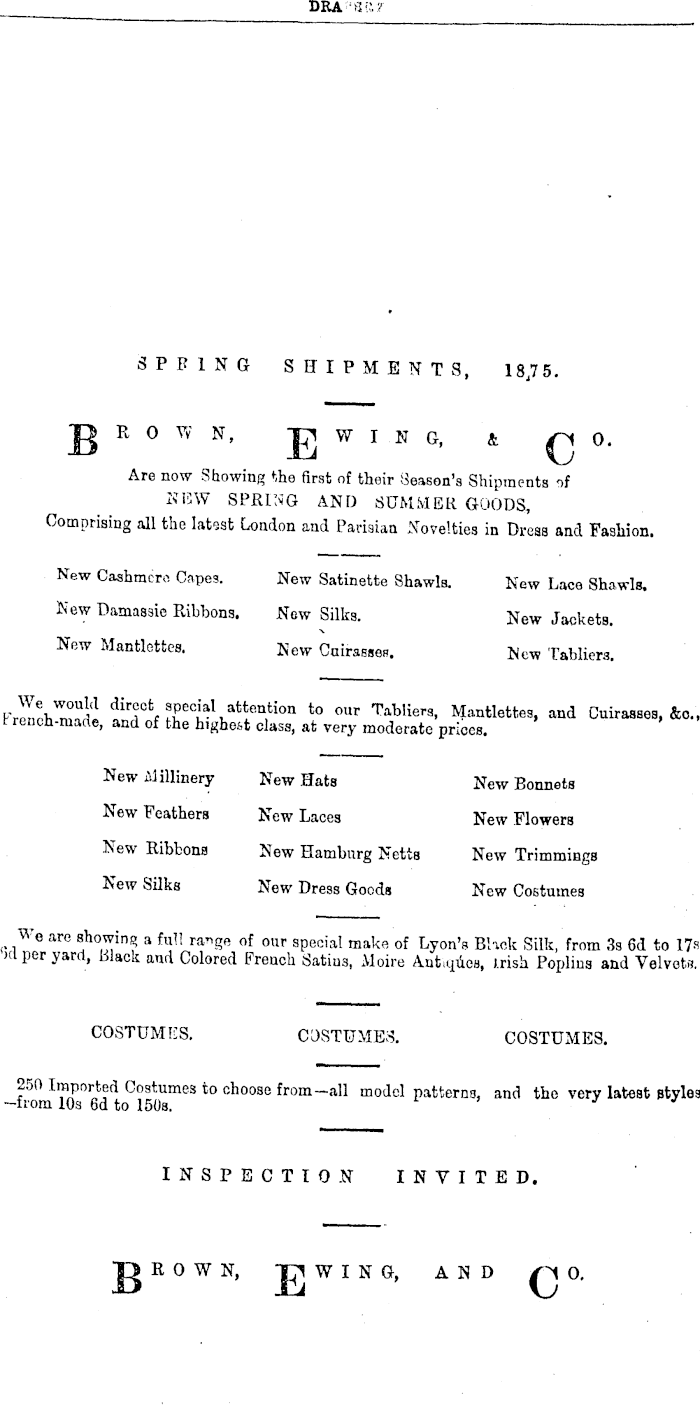 DRAPERY
SPRING SHIPMENTS, 1875.
BROWN, EWING, & CO.
Are now Showing the first of their Season's Shipments of
NEW SPRING AND SUMMER GOODS,
Comprising all the latest London and Parisian Novelties in Dress and Fashion.
New Cashmere Capes. New Satinette Shawls. New Lace Shawls.
New Damassie Ribbons. New Silks. New Jackets.
New Mantlettes. New Cuirasses. New Tabliers.
We would direct special attention to our Tabliers, Mantlettes, and Cuirasses, &c.,
French-made, and of the highest class, at very moderate prices.
New Millinery New Hats New Bonnets
New Feathers New Laces New Flowers
New Ribbons New Hamburg Netts New Trimmings
New Silks New Dress Goods New Costumes
We are showing a full range of our special make of Lyon's Black Silk, from 3s 6d to 17s
6d per yard, Black and Colored French Satins, Moire Antiques, Irish Poplins and Velvets.
COSTUMES. COSTUMES. COSTUMES.
250 Imported Costumes to choose from—all model patterns, and the very latest styles
—from 10s 6d to 150s.
INSPECTION INVITED.
BROWN, EWING, AND CO.